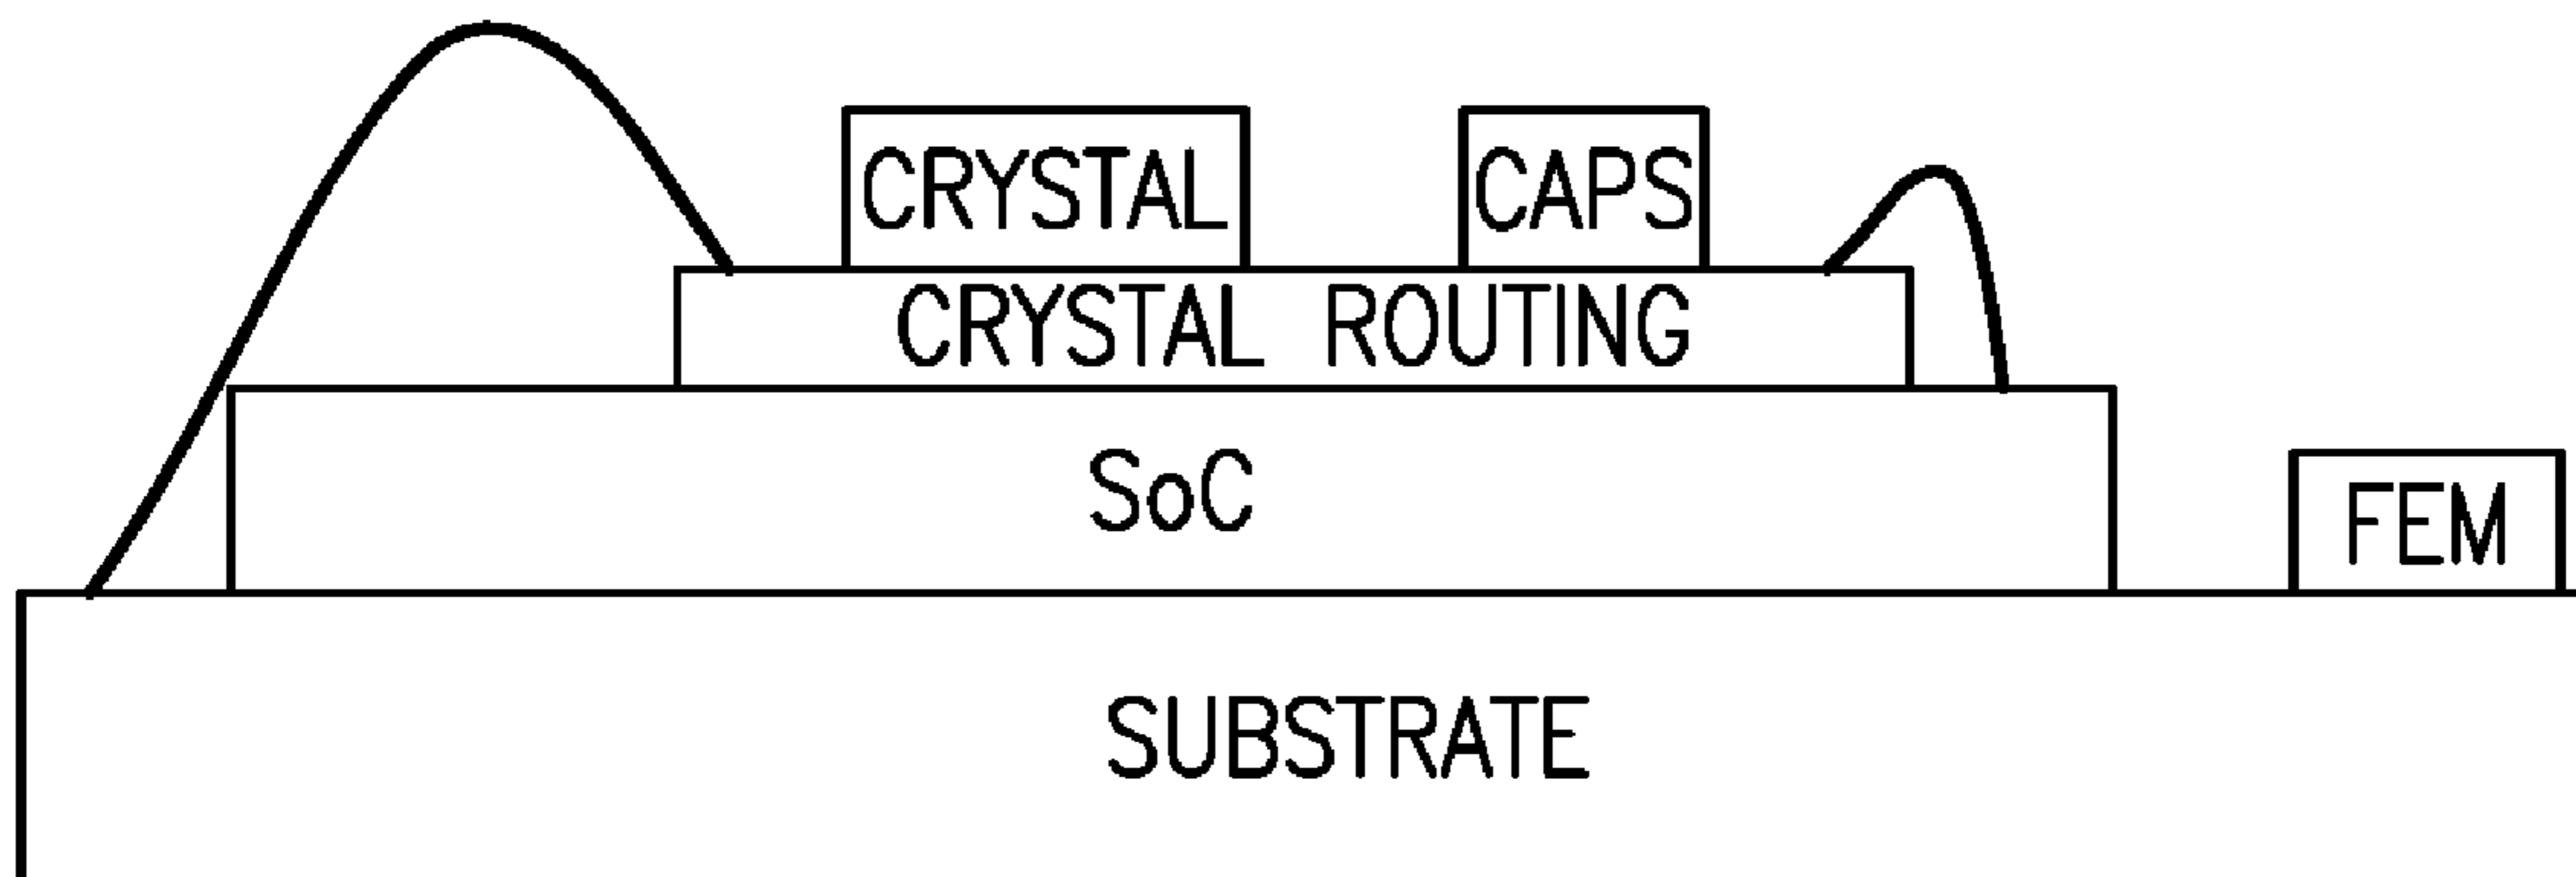 CRYSTAL CAPS
CRYSTAL ROUTING
SoC
FEM
SUBSTRATE